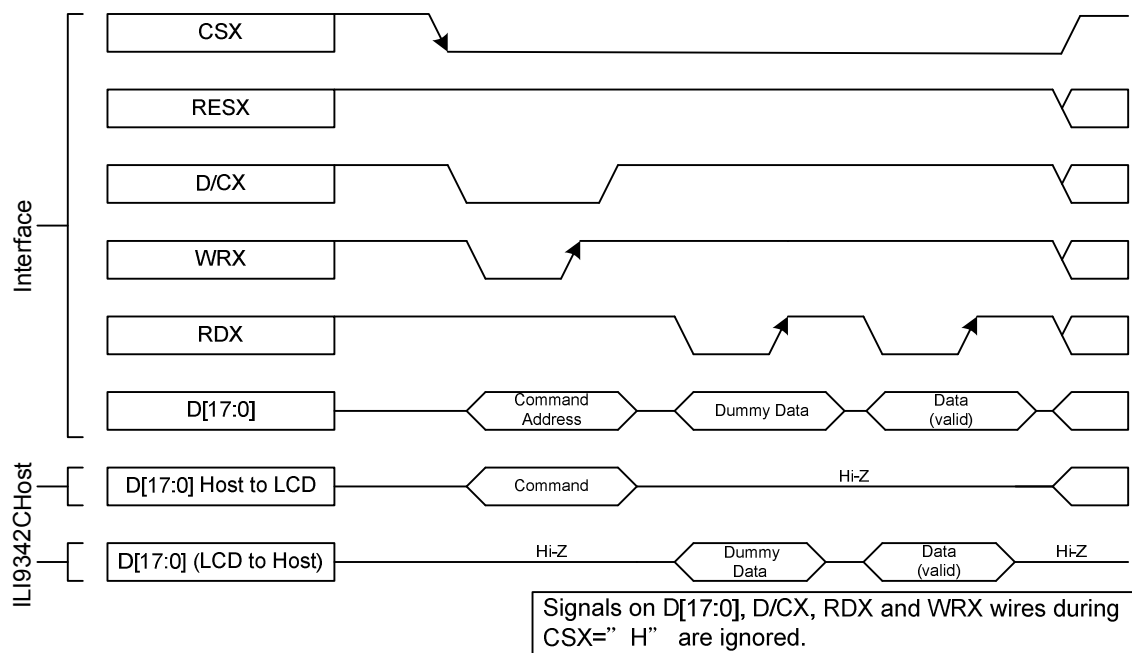 Interface
CSX
RESX
D/CX
WRX
RDX
D[17:0]
Command
Address
Dummy Data
Data
(valid)
ILI9342CHost
D[17:0] Host to LCD
Command
Hi-Z
D[17:0] (LCD to Host)
Hi-Z
Dummy
Data
Data
(valid)
Hi-Z
Signals on D[17:0], D/CX, RDX and WRX wires during
CSX=” H” are ignored.